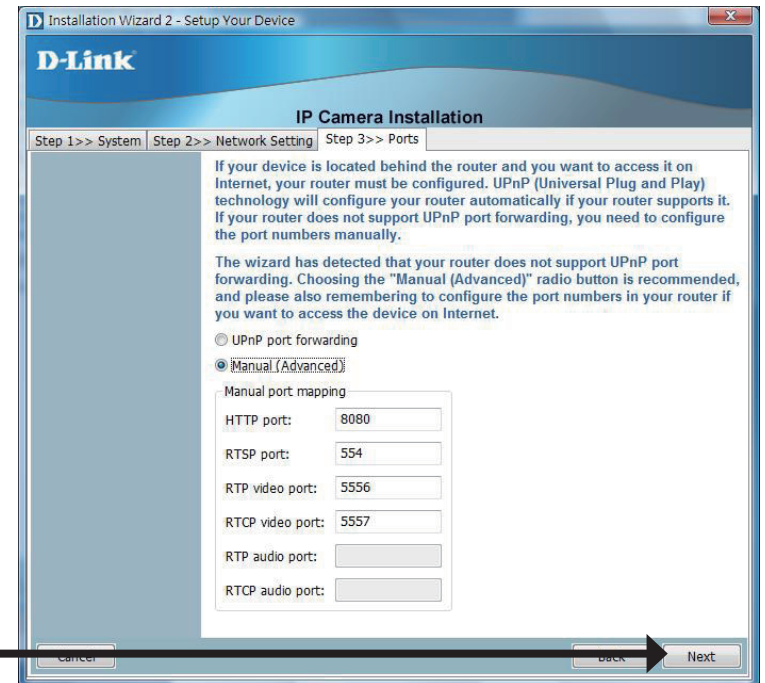 Installation Wizard 2 - Setup Your Device
D-Link
IP Camera Installation
Step 1>> System Step 2>> Network Setting Step 3>> Ports
If your device is located behind the router and you want to access it on
Internet, your router must be configured. UPnP (Universal Plug and Play)
technology will configure your router automatically if your router supports it.
If your router does not support UPnP port forwarding, you need to configure
the port numbers manually.
The wizard has detected that your router does not support UPnP port
forwarding. Choosing the "Manual (Advanced)" radio button is recommended,
and please also remembering to configure the port numbers in your router if
you want to access the device on Internet.
UPnP port forwarding
Manual (Advanced)
Manual port mapping
HTTP port: 8080
RTSP port: 554
RTP video port: 5556
RTCP video port: 5557
RTP audio port:
RTCP audio port:
Cancel Back Next